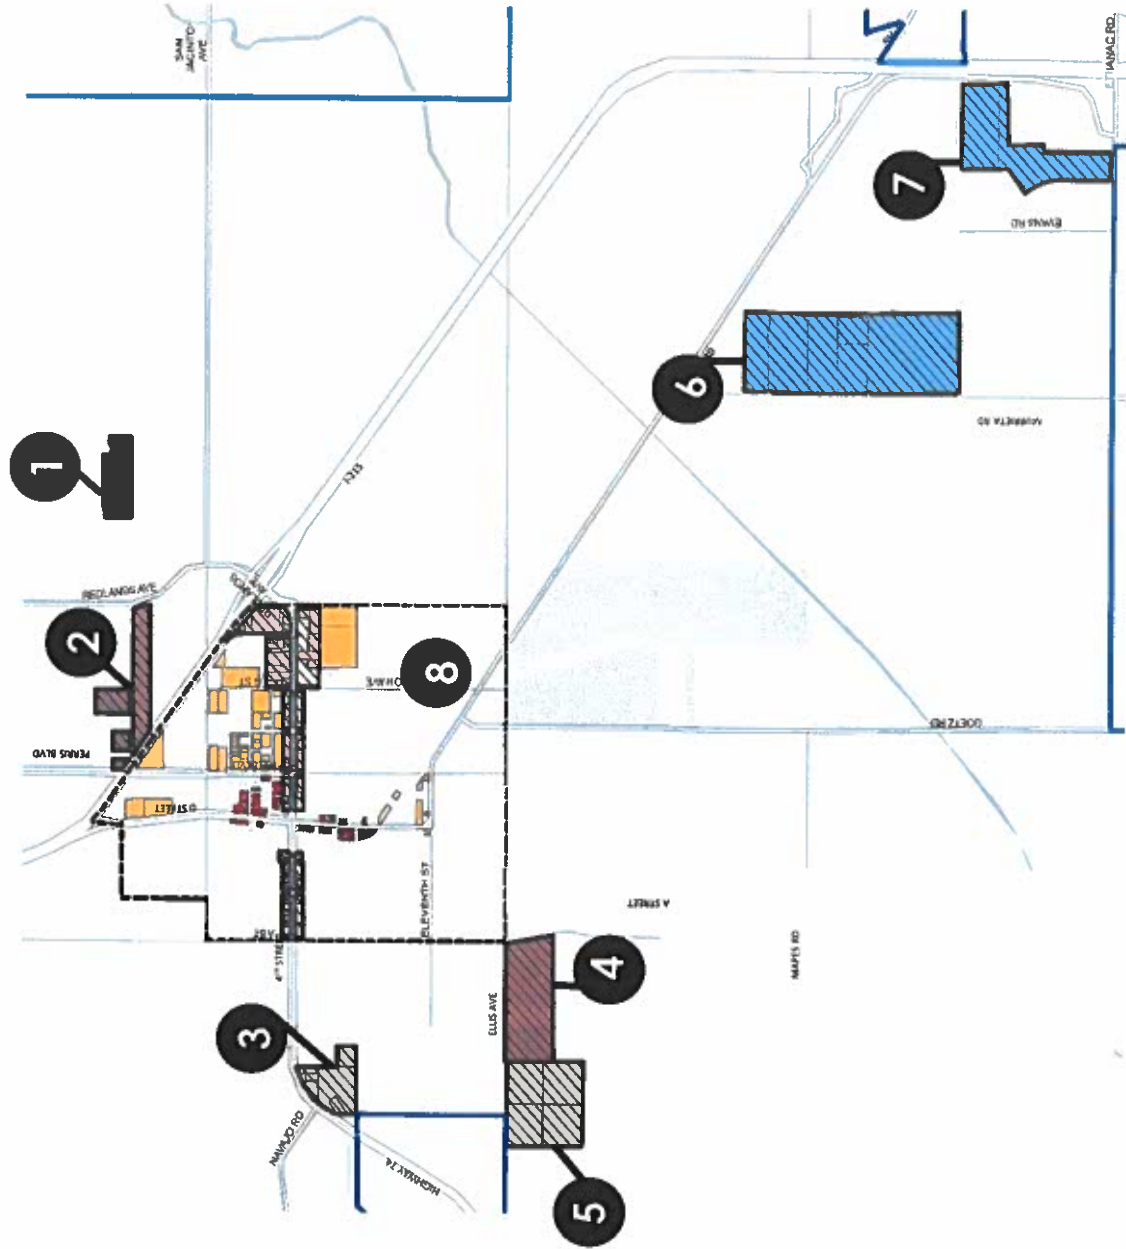 SAN
JACINTO
AVE
ETHANAC RD.
1
7
EVANS RD
6
MURRIETA RD
I-215
REDLANDS AVE
2
8
G ST
PERRIS BLVD
D STREET
GOETZ RD
ELEVENTH ST
A STREET
A ST
4TH STREET
MAPES RD
ELLIS AVE
4
3
NAVAJO RD
HIGHWAY 74
5